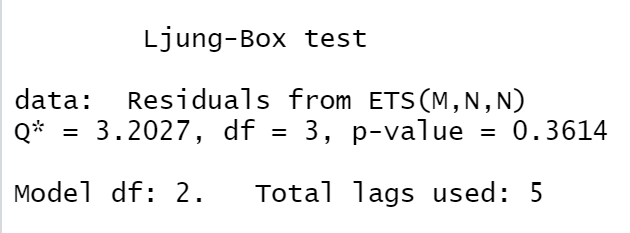 Ljung-Box test
data:  Residuals from ETS(M,N,N)
Q* = 3.2027, df = 3, p-value = 0.3614
Model df: 2.   Total lags used: 5